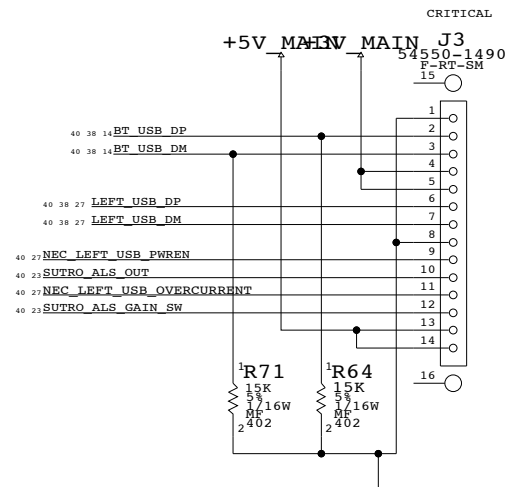 CRITICAL
+5V_MAIN
+3V_MAIN
J3
54550-1490
F-RT-SM
15
1
40 38 14 BT_USB_DP 2
40 38 14 BT_USB_DM 3
4
5
40 38 27 LEFT_USB_DP 6
40 38 27 LEFT_USB_DM 7
8
40 27 NEC_LEFT_USB_PWREN 9
40 23 SUTRO_ALS_OUT 10
40 27 NEC_LEFT_USB_OVERCURRENT 11
40 23 SUTRO_ALS_GAIN_SW 12
13
14
16
1
R71
15K
5%
1/16W
MF
402
2
1
R64
15K
5%
1/16W
MF
402
2